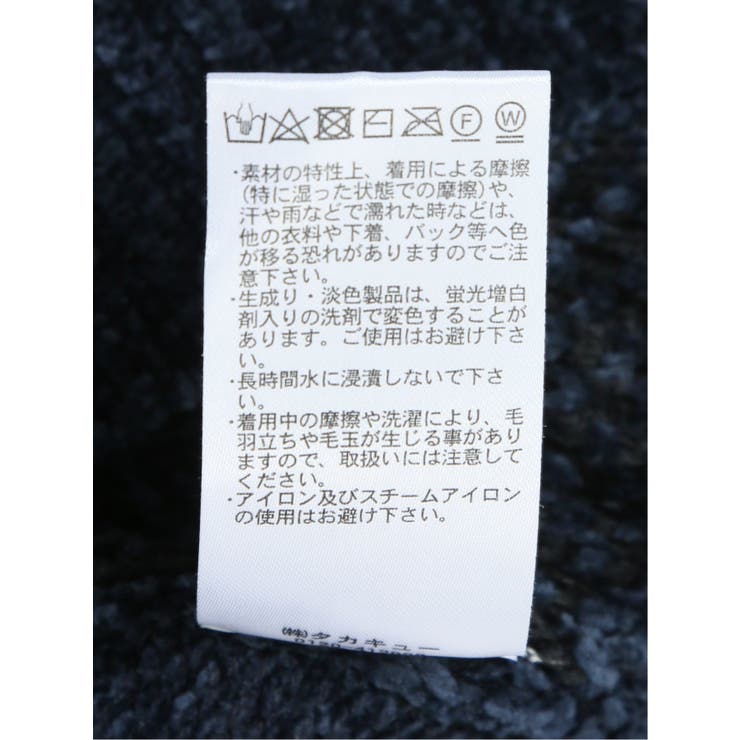 F W
・素材の特性上、着用による摩擦
(特に湿った状態での摩擦)や、
汗や雨などで濡れた時などは、
他の衣料や下着、バック等へ色
が移る恐れがありますのでご注
意下さい。
・生成り・淡色製品は、蛍光増白
剤入りの洗剤で変色することが
あります。ご使用はお避け下さ
い。
・長時間水に浸漬しないで下さ
い。
・着用中の摩擦や洗濯により、毛
羽立ちや毛玉が生じる事があり
ますので、取扱いには注意して
ください。
・アイロン及びスチームアイロン
の使用はお避け下さい。
㈱タカキュー